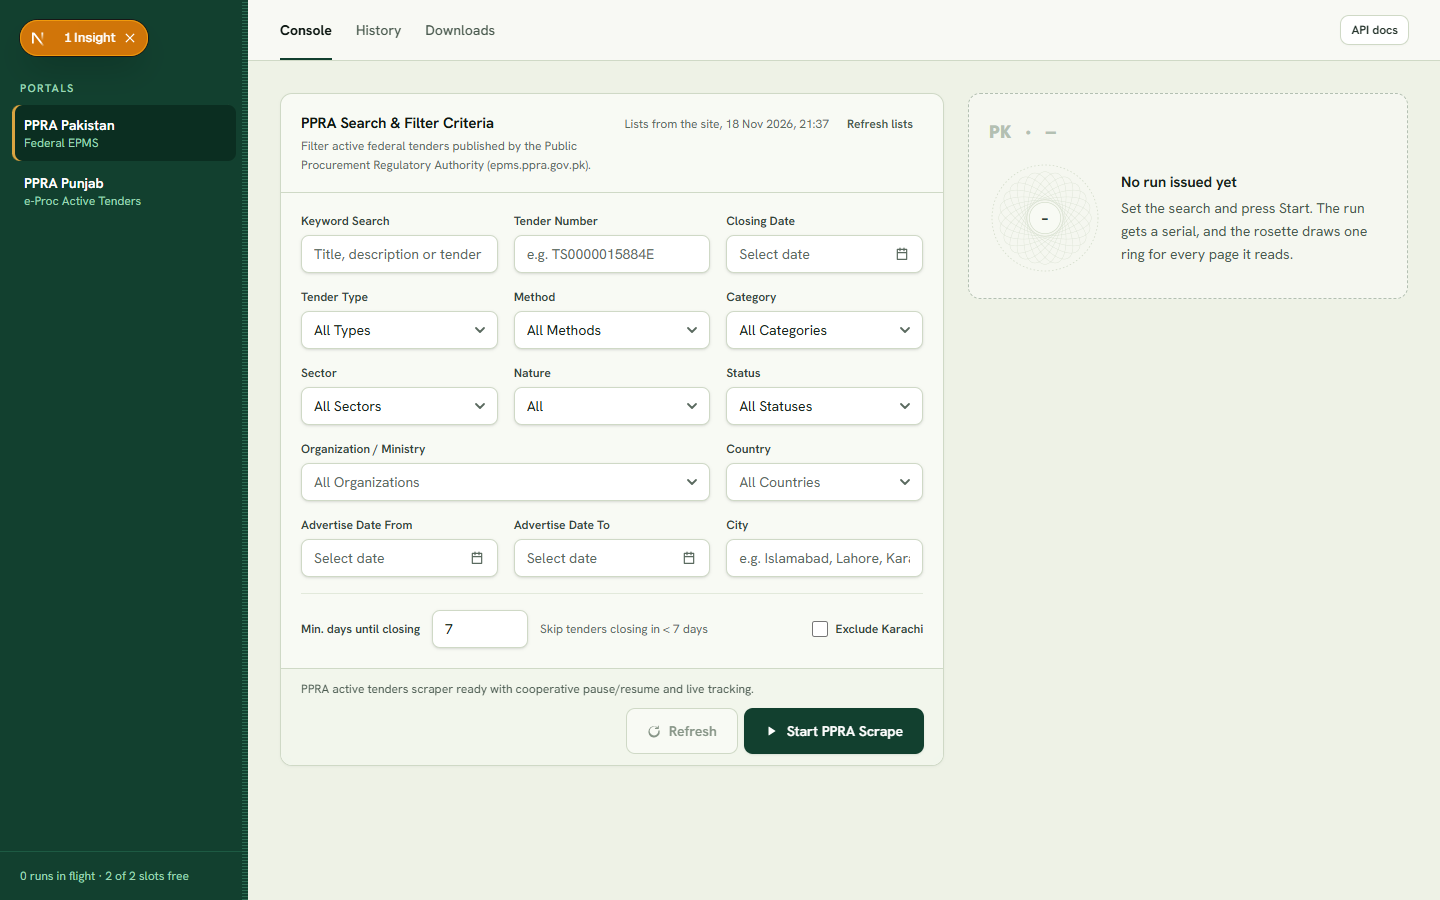 1 Insight
PORTALS
PPRA Pakistan
Federal EPMS
PPRA Punjab
e-Proc Active Tenders
0 runs in flight · 2 of 2 slots free
Console History Downloads
API docs
PPRA Search & Filter Criteria
Lists from the site, 18 Nov 2026, 21:37 Refresh lists
Filter active federal tenders published by the Public
Procurement Regulatory Authority (epms.ppra.gov.pk).
Keyword Search Tender Number Closing Date
Title, description or tender e.g. TS0000015884E Select date
Tender Type Method Category
All Types All Methods All Categories
Sector Nature Status
All Sectors All All Statuses
Organization / Ministry Country
All Organizations All Countries
Advertise Date From Advertise Date To City
Select date Select date e.g. Islamabad, Lahore, Kara
Min. days until closing 7 Skip tenders closing in < 7 days Exclude Karachi
PPRA active tenders scraper ready with cooperative pause/resume and live tracking.
Refresh Start PPRA Scrape
PK · –
No run issued yet
Set the search and press Start. The run
gets a serial, and the rosette draws one
ring for every page it reads.